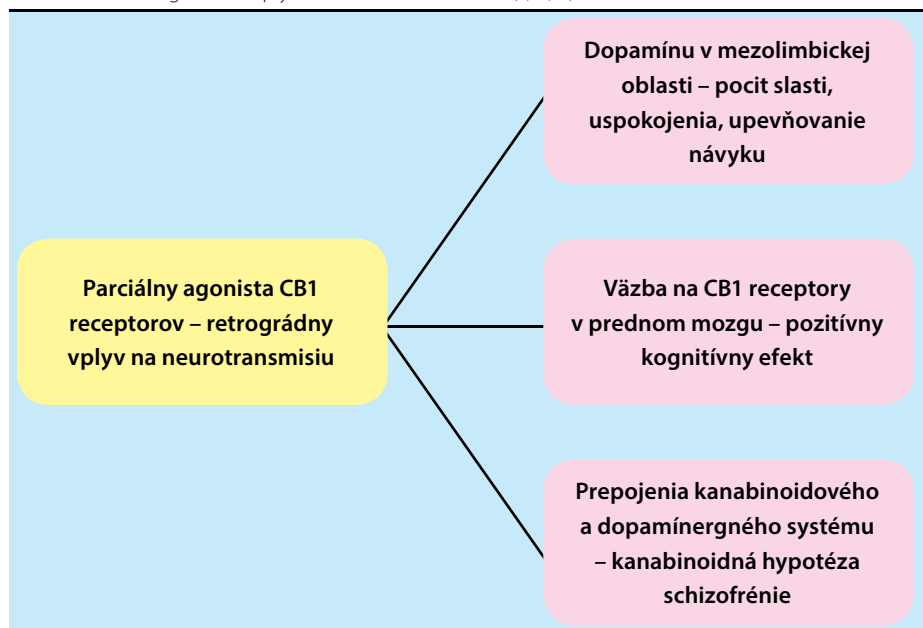 Dopamínu v mezolimbickej
oblasti – pocit slasti,
uspokojenia, upevňovanie
návyku
Parciálny agonista CB1
receptorov – retrográdny
vplyv na neurotransmisiu
Väzba na CB1 receptory
v prednom mozgu – pozitívny
kognitívny efekt
Prepojenia kanabinoidového
a dopamínergného systému
– kanabinoidná hypotéza
schizofrénie